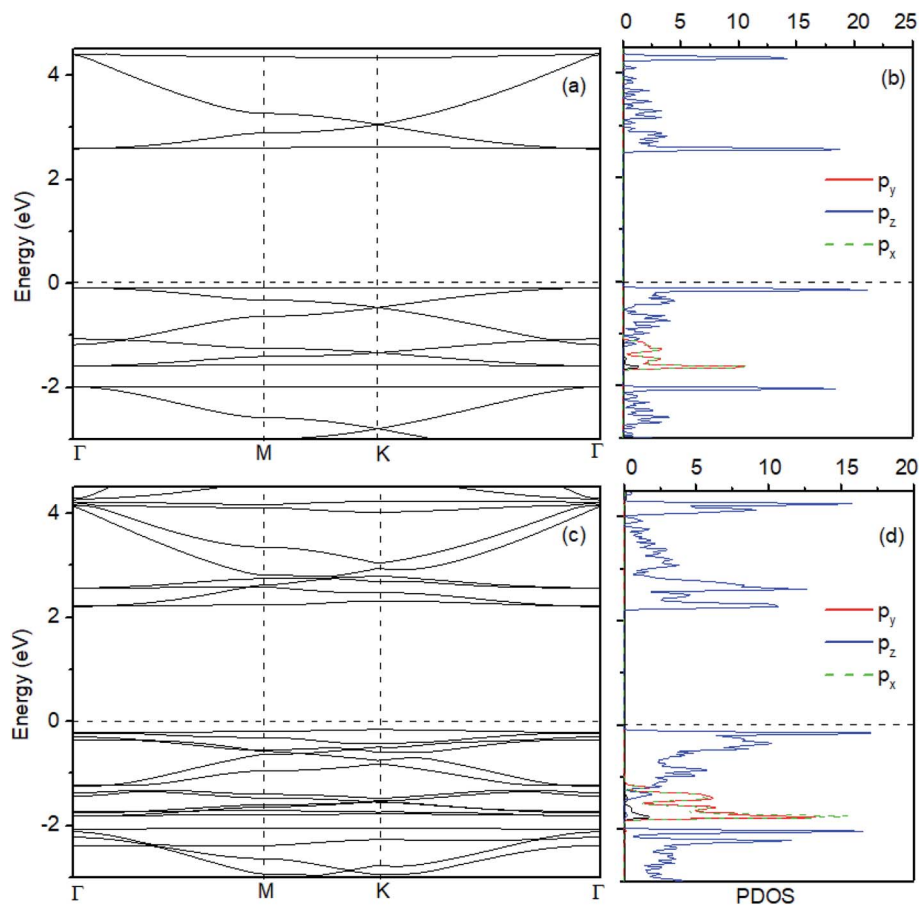 0 5 10 15 20 25
4
2
0
-2
Energy (eV)
(a)
(b)
p_y
p_z
p_x
Γ M K Γ
0 5 10 15 20
4
2
0
-2
Energy (eV)
(c)
(d)
p_y
p_z
p_x
Γ M K Γ
PDOS